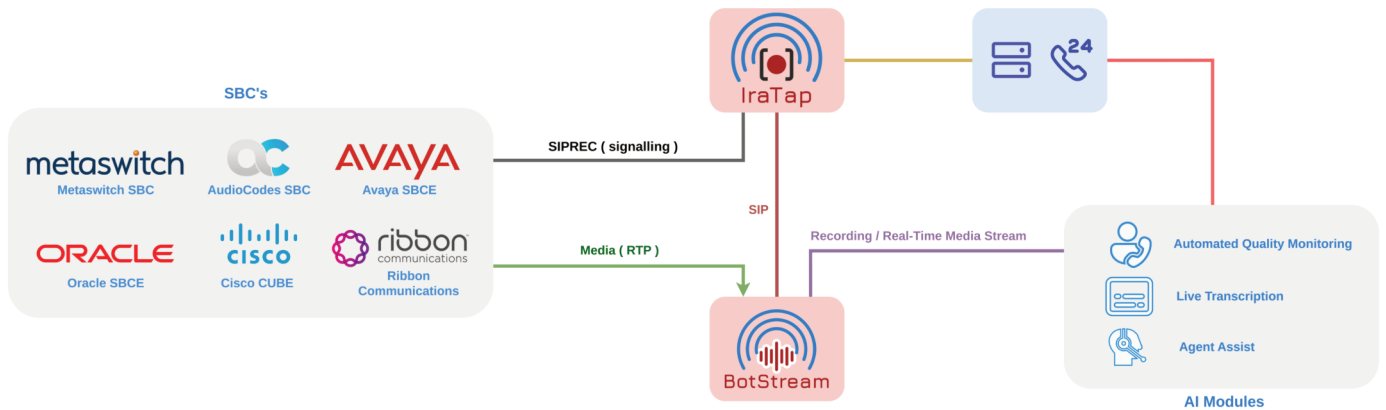 SBC's
metaswitch
Metaswitch SBC
AudioCodes SBC
AVAYA
Avaya SBCE
ORACLE
Oracle SBCE
CISCO
Cisco CUBE
ribbon
communications
Ribbon
Communications
SIPREC ( signalling )
Media ( RTP )
IraTap
SIP
BotStream
24
Recording / Real-Time Media Stream
Automated Quality Monitoring
Live Transcription
Agent Assist
AI Modules